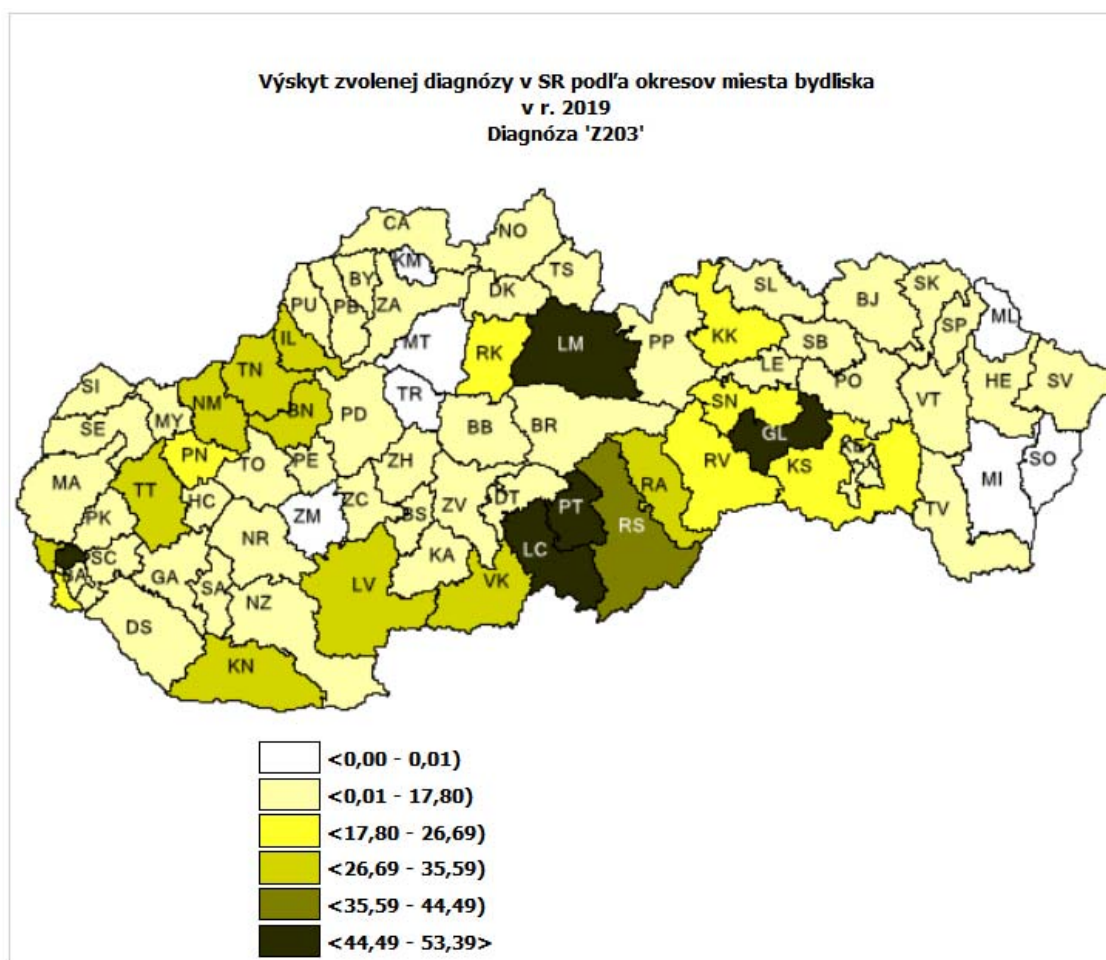 Výskyt zvolenej diagnózy v SR podľa okresov miesta bydliska
v r. 2019
Diagnóza 'Z203'
CA
NO
KM
TS
BY
PU
PB
ZA
DK
SL
SK
BJ
ML
SP
IL
MT
RK
LM
PP
KK
SB
TN
LE
PO
HE
SV
SI
NM
BN
PD
TR
SN
VT
MY
SE
BB
BR
GL
PN
TO
PE
ZH
RV
KS
KE
SO
MA
TT
HC
ZC
ZV
DT
PT
RA
MI
PK
ZM
BS
RS
TV
NR
KA
LC
SC
BA
GA
SA
LV
VK
NZ
DS
KN
<0,00 - 0,01)
<0,01 - 17,80)
<17,80 - 26,69)
<26,69 - 35,59)
<35,59 - 44,49)
<44,49 - 53,39>